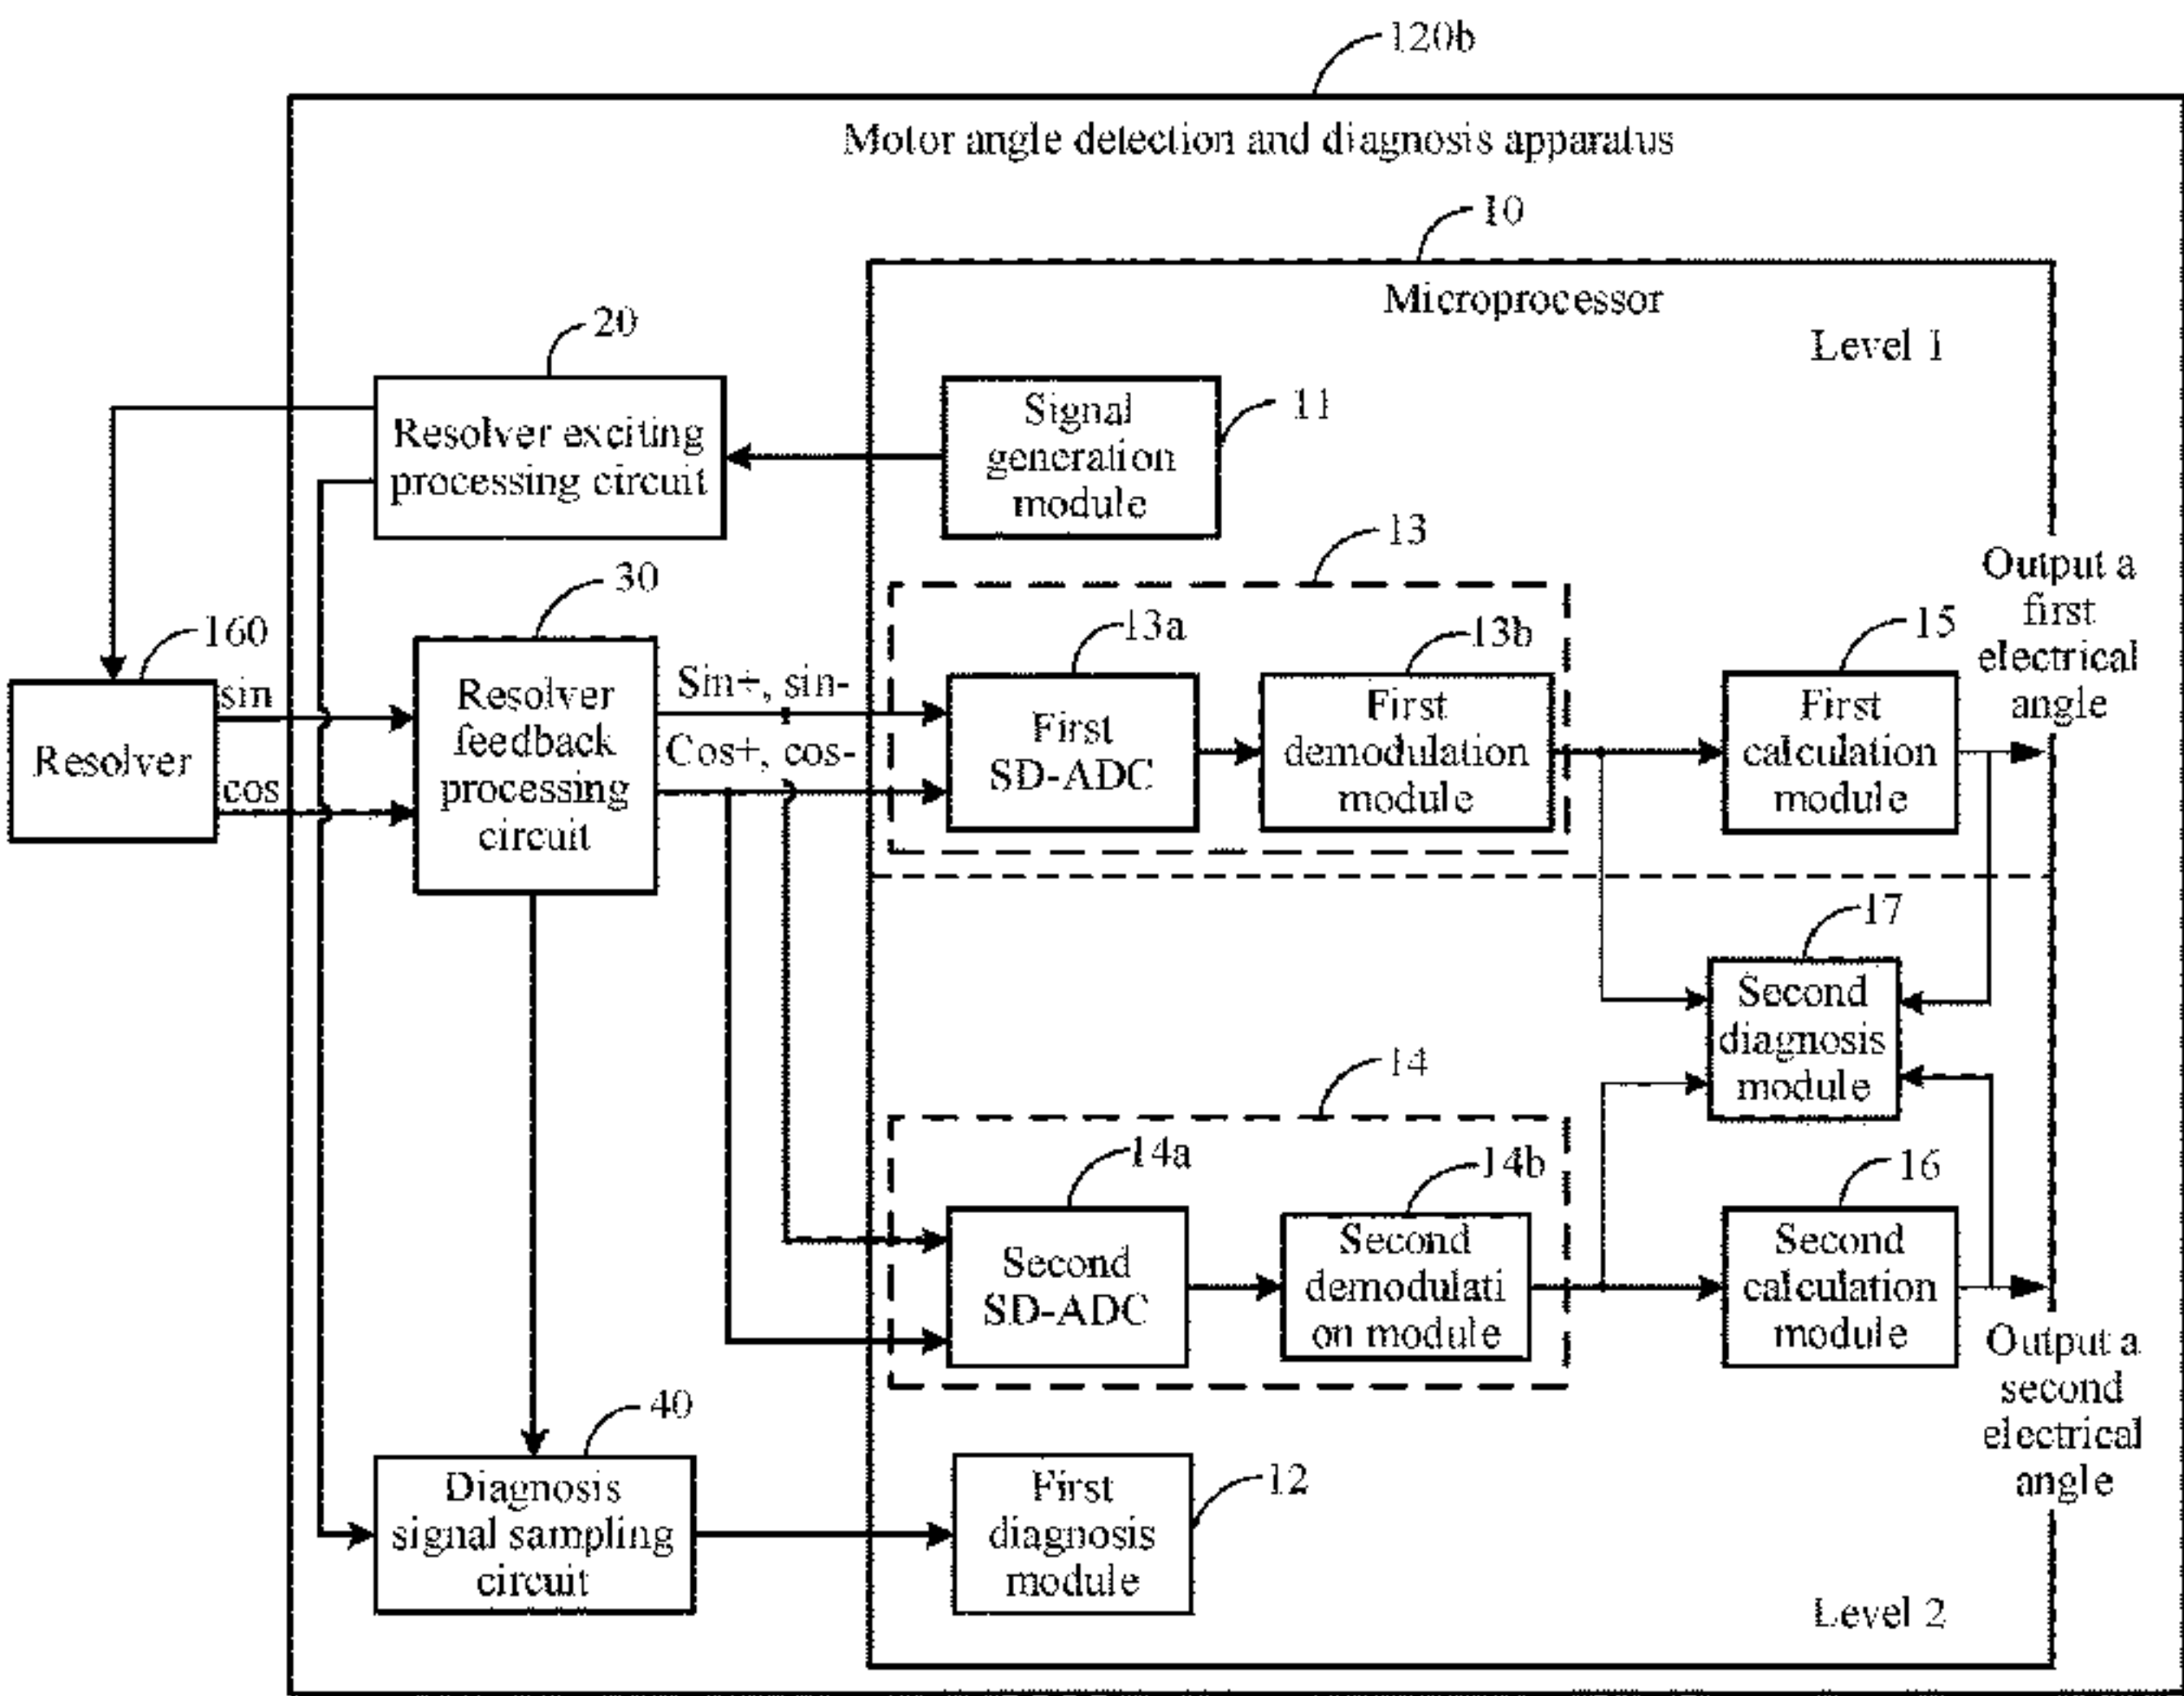 120b
Motor angle detection and diagnosis apparatus
10
Microprocessor
Level 1
20
Resolver exciting
processing circuit
Signal
generation
module
11
13
Output a
first
electrical
angle
160
Resolver
sin
cos
30
Resolver
feedback
processing
circuit
Sin+, sin-
Cos+, cos-
13a
First
SD-ADC
13b
First
demodulation
module
15
First
calculation
module
17
Second
diagnosis
module
14
14a
Second
SD-ADC
14b
Second
demodulati
on module
16
Second
calculation
module
Output a
second
electrical
angle
40
Diagnosis
signal sampling
circuit
First
diagnosis
module
12
Level 2